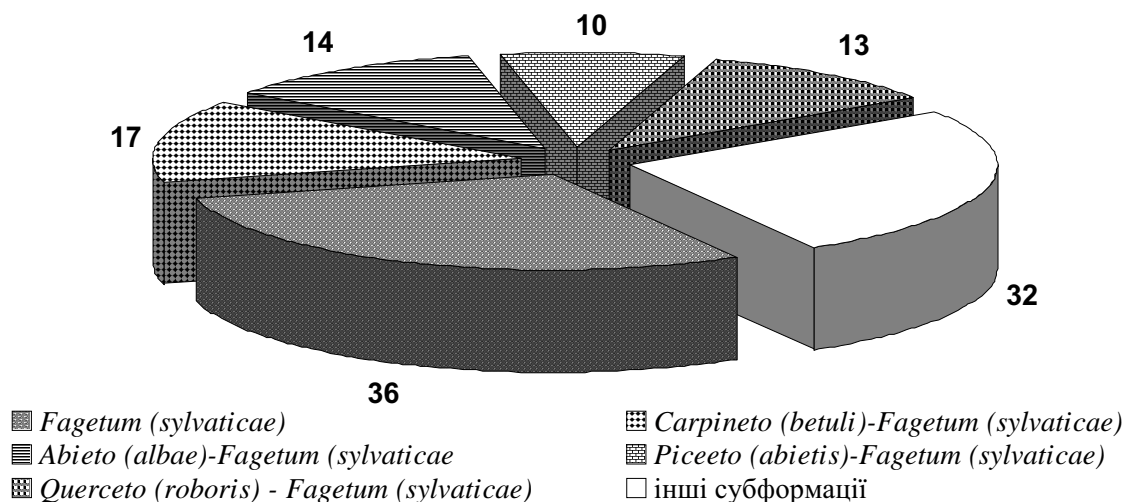 10
14
13
17
32
36
Fagetum (sylvaticae)
Carpineto (betuli)-Fagetum (sylvaticae)
Abieto (albae)-Fagetum (sylvaticae
Piceeto (abietis)-Fagetum (sylvaticae)
Querceto (roboris) - Fagetum (sylvaticae)
інші субформації